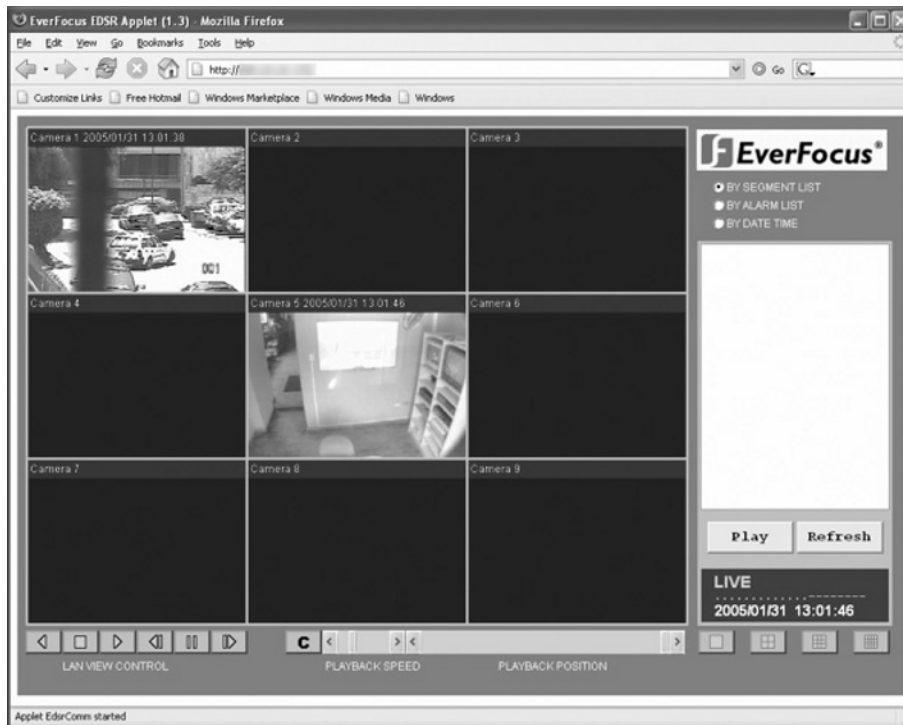 EverFocus EDSR Applet (1.3) - Mozilla Firefox
File Edit View Go Bookmarks Tools Help
http://
Go
G
Customize Links Free Hotmail Windows Marketplace Windows Media Windows
Camera 1 2005/01/31 13:01:38
Camera 2
Camera 3
EverFocus®
BY SEGMENT LIST
BY ALARM LIST
BY DATE TIME
001
Camera 4
Camera 5 2005/01/31 13:01:46
Camera 6
Camera 7
Camera 8
Camera 9
Play Refresh
LIVE
2005/01/31 13:01:46
C
LAN VIEW CONTROL
PLAYBACK SPEED
PLAYBACK POSITION
Applet EdsrComm started